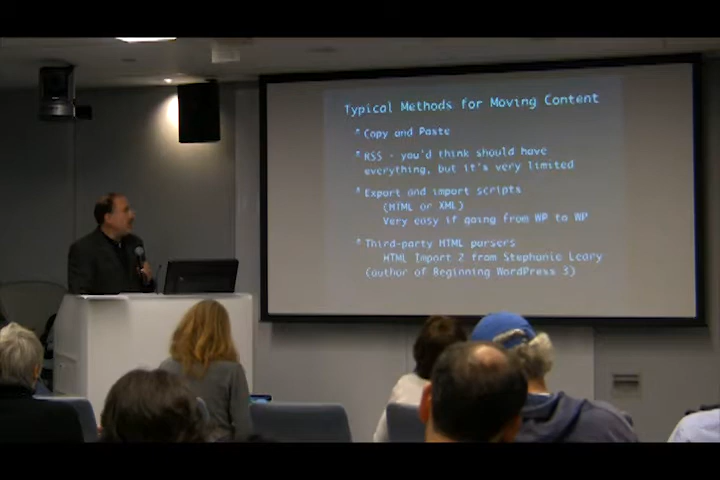 Typical Methods for Moving Content
* Copy and Paste
* RSS - you'd think should have
everything, but it's very limited
* Export and import scripts
(HTML or XML)
Very easy if going from WP to WP
* Third-party HTML parsers
HTML Import 2 from Stephanie Leary
(author of Beginning WordPress 3)